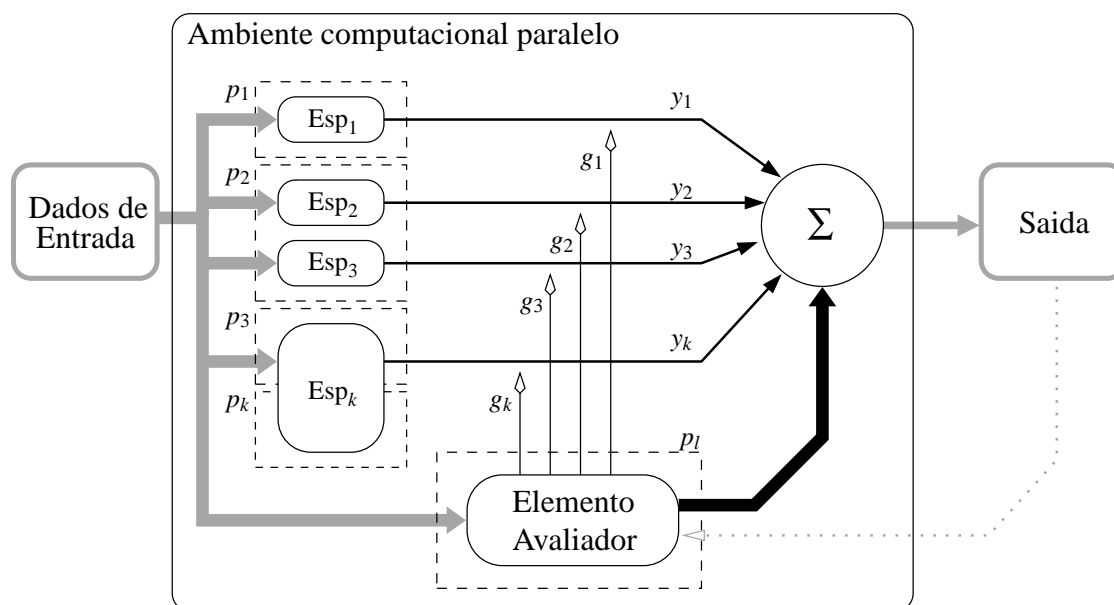 Ambiente computacional paralelo
p₁
Esp₁
y₁
g₁
p₂
Esp₂
y₂
g₂
Esp₃
y₃
g₃
Dados de
Entrada
Σ
Saida
p₃
yₖ
Espₖ
pₖ
gₖ
pₗ
Elemento
Avaliador